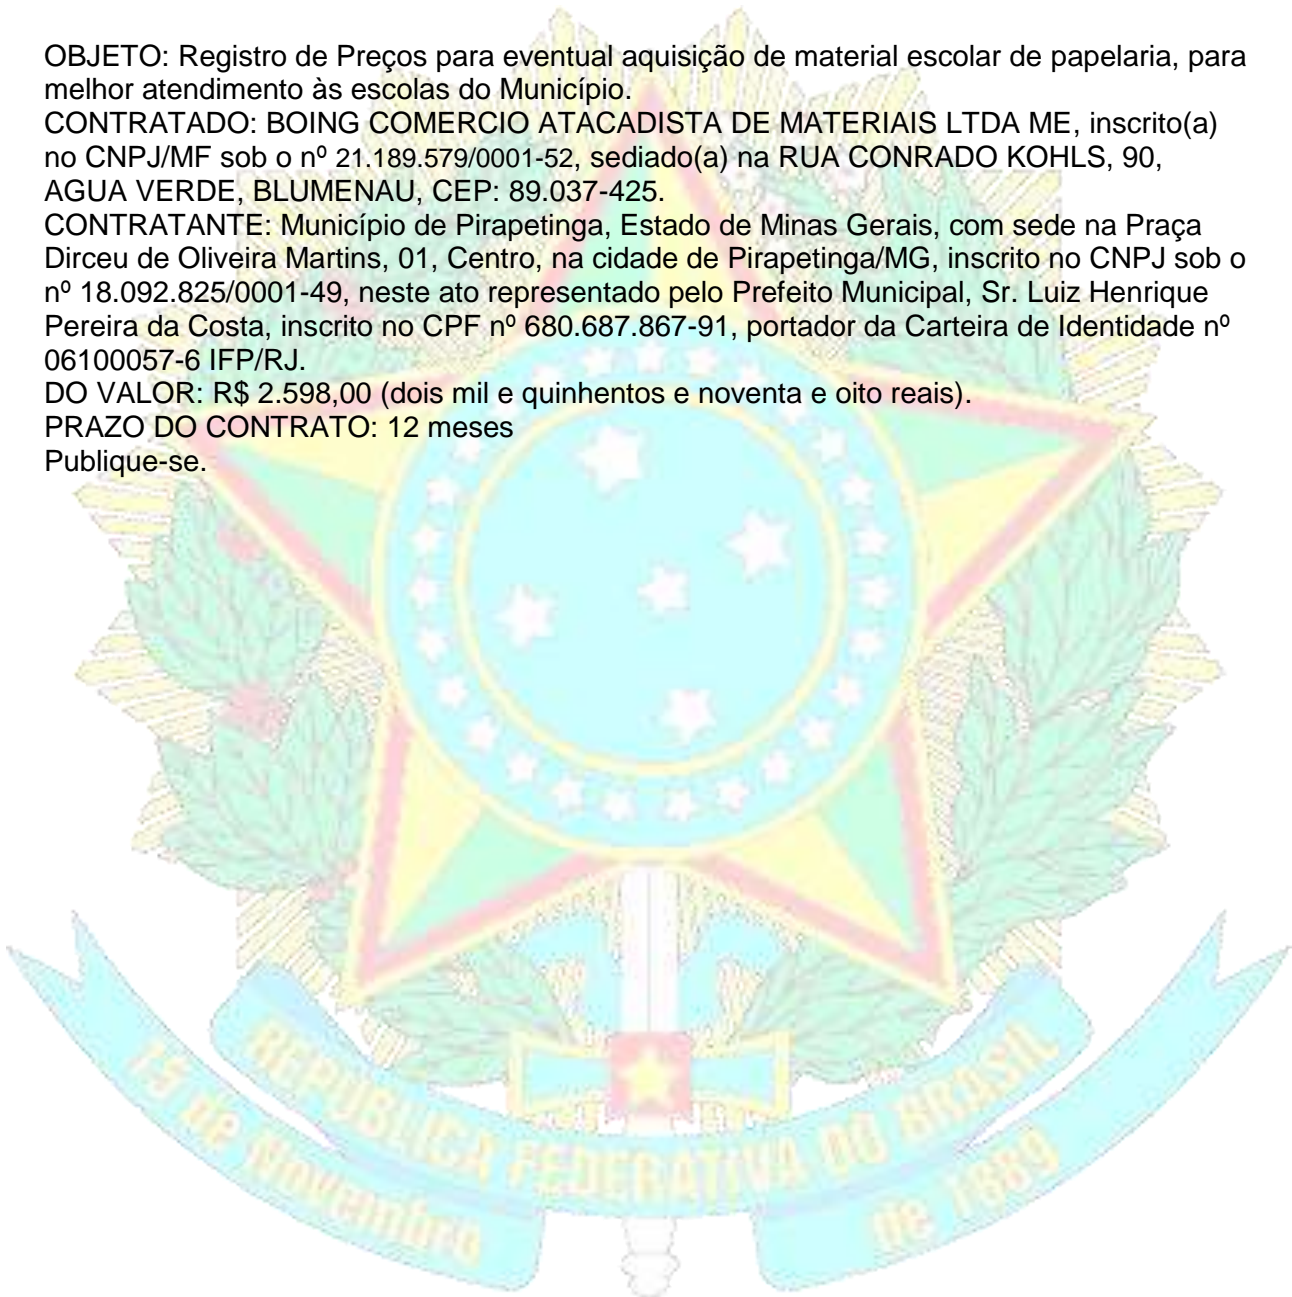 OBJETO: Registro de Preços para eventual aquisição de material escolar de papelaria, para
melhor atendimento às escolas do Município.
CONTRATADO: BOING COMERCIO ATACADISTA DE MATERIAIS LTDA ME, inscrito(a)
no CNPJ/MF sob o nº 21.189.579/0001-52, sediado(a) na RUA CONRADO KOHLS, 90,
AGUA VERDE, BLUMENAU, CEP: 89.037-425.
CONTRATANTE: Município de Pirapetinga, Estado de Minas Gerais, com sede na Praça
Dirceu de Oliveira Martins, 01, Centro, na cidade de Pirapetinga/MG, inscrito no CNPJ sob o
nº 18.092.825/0001-49, neste ato representado pelo Prefeito Municipal, Sr. Luiz Henrique
Pereira da Costa, inscrito no CPF nº 680.687.867-91, portador da Carteira de Identidade nº
06100057-6 IFP/RJ.
DO VALOR: R$ 2.598,00 (dois mil e quinhentos e noventa e oito reais).
PRAZO DO CONTRATO: 12 meses
Publique-se.
REPÚBLICA FEDERATIVA DO BRASIL
15 de Novembro de 1889